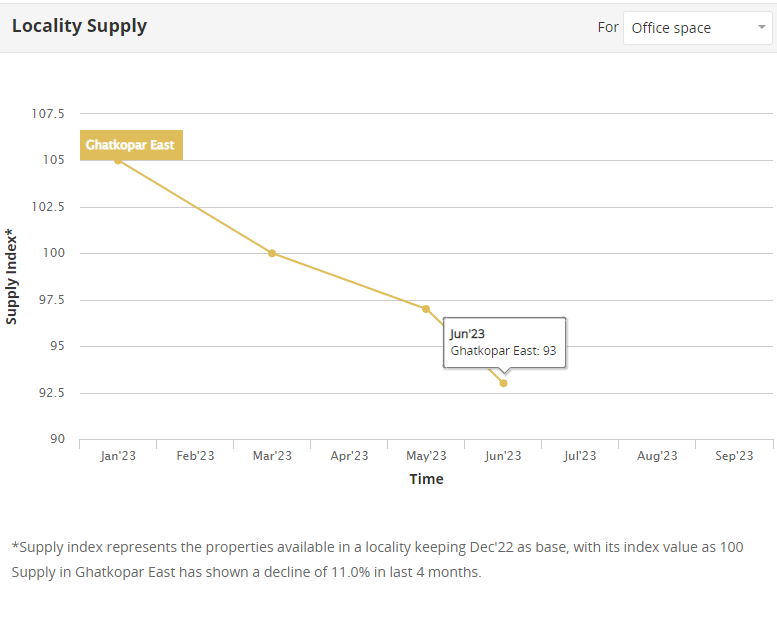 Locality Supply
For Office space
107.5
Ghatkopar East
105
102.5
100
97.5
95
92.5
90
Supply Index*
Jun'23
Ghatkopar East: 93
Jan'23 Feb'23 Mar'23 Apr'23 May'23 Jun'23 Jul'23 Aug'23 Sep'23
Time
*Supply index represents the properties available in a locality keeping Dec'22 as base, with its index value as 100
Supply in Ghatkopar East has shown a decline of 11.0% in last 4 months.